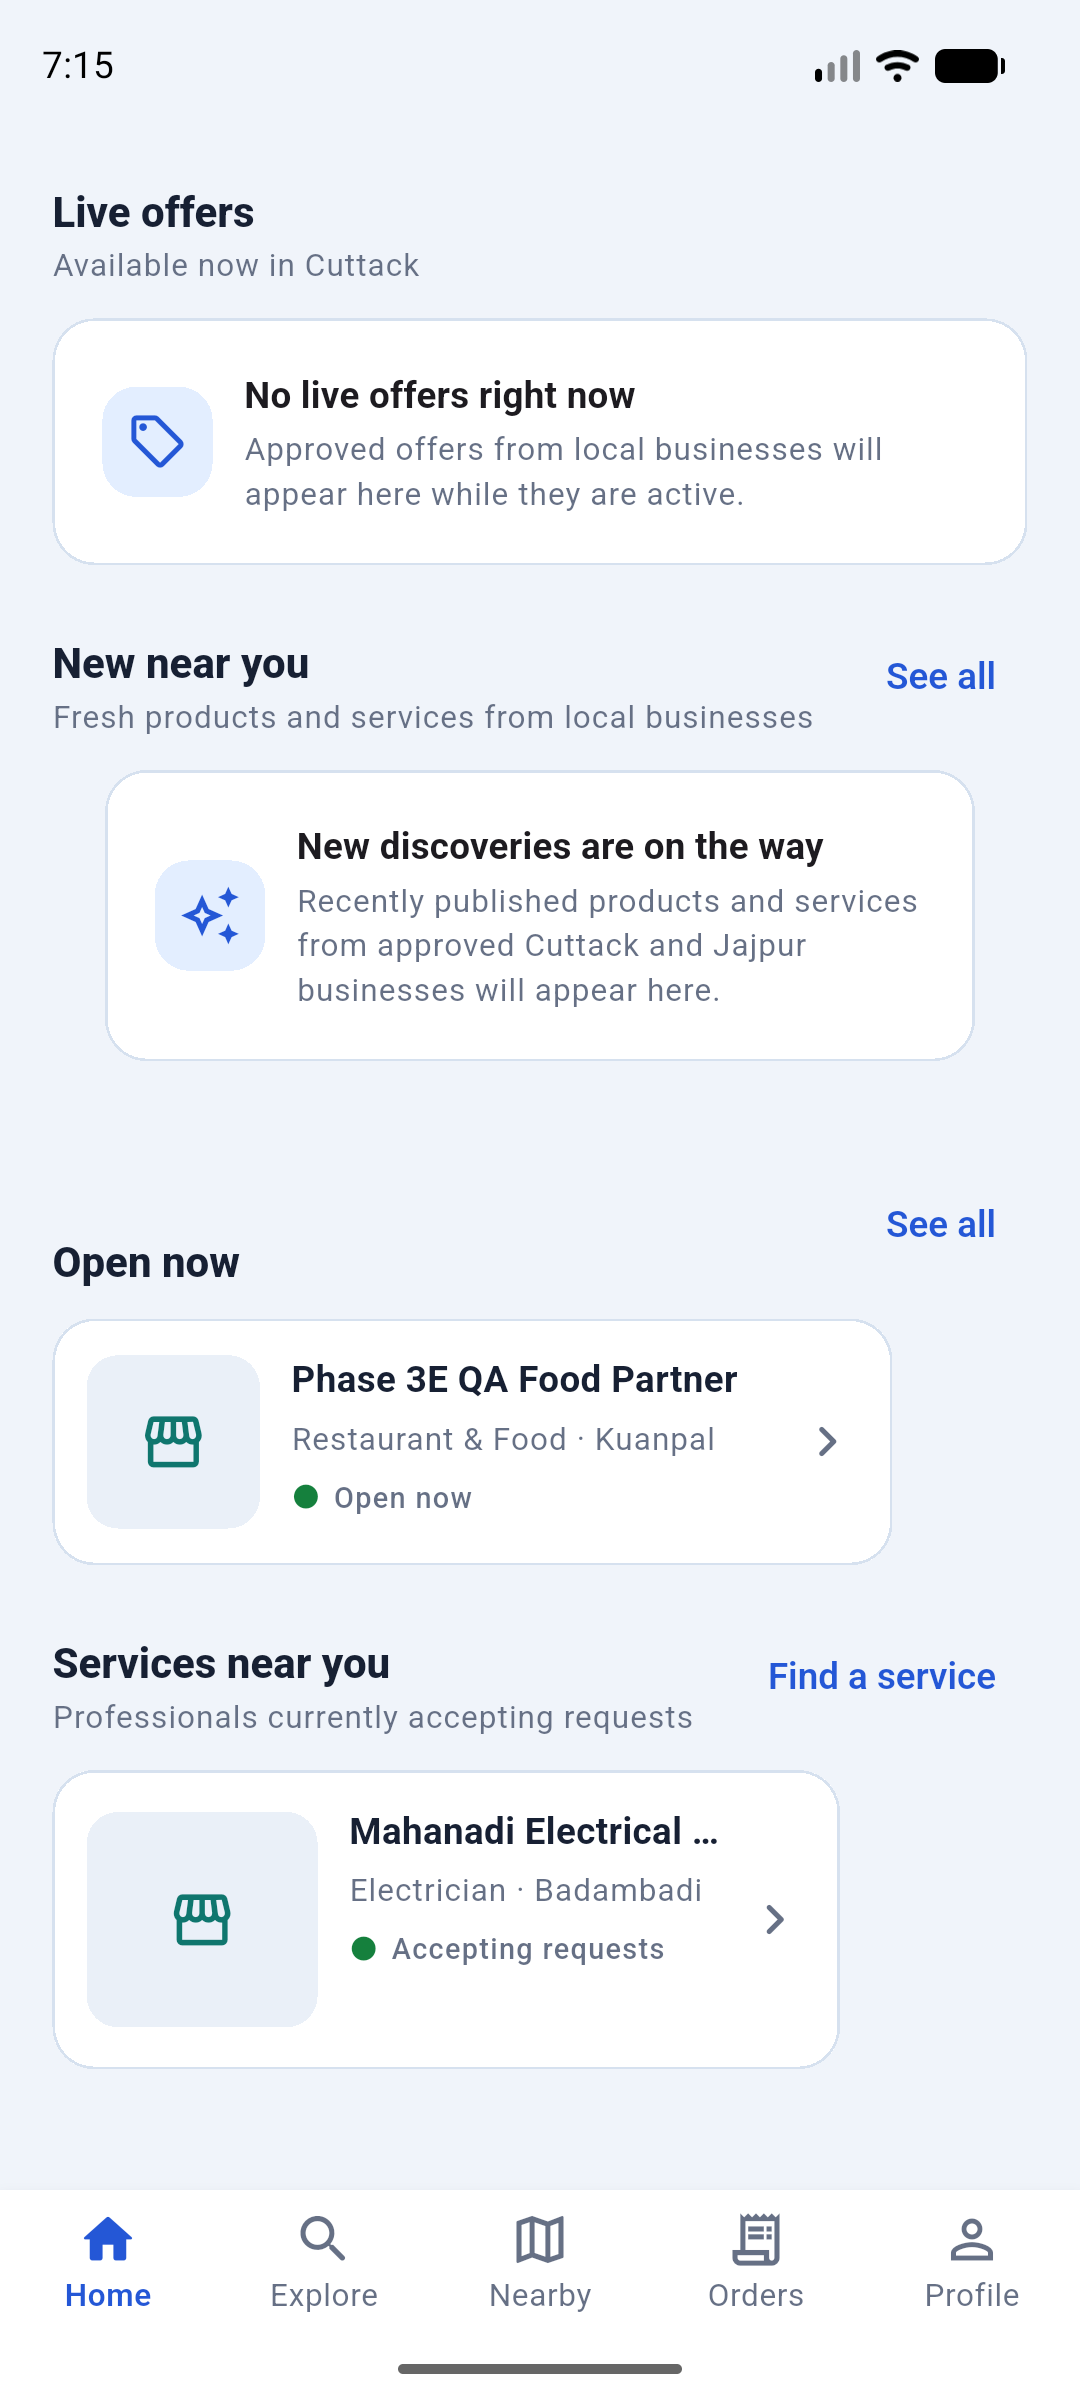 7:15
Live offers
Available now in Cuttack
No live offers right now
Approved offers from local businesses will
appear here while they are active.
New near you
See all
Fresh products and services from local businesses
New discoveries are on the way
Recently published products and services
from approved Cuttack and Jajpur
businesses will appear here.
See all
Open now
Phase 3E QA Food Partner
Restaurant & Food · Kuanpal
Open now
Services near you
Find a service
Professionals currently accepting requests
Mahanadi Electrical ...
Electrician · Badambadi
Accepting requests
Home
Explore
Nearby
Orders
Profile